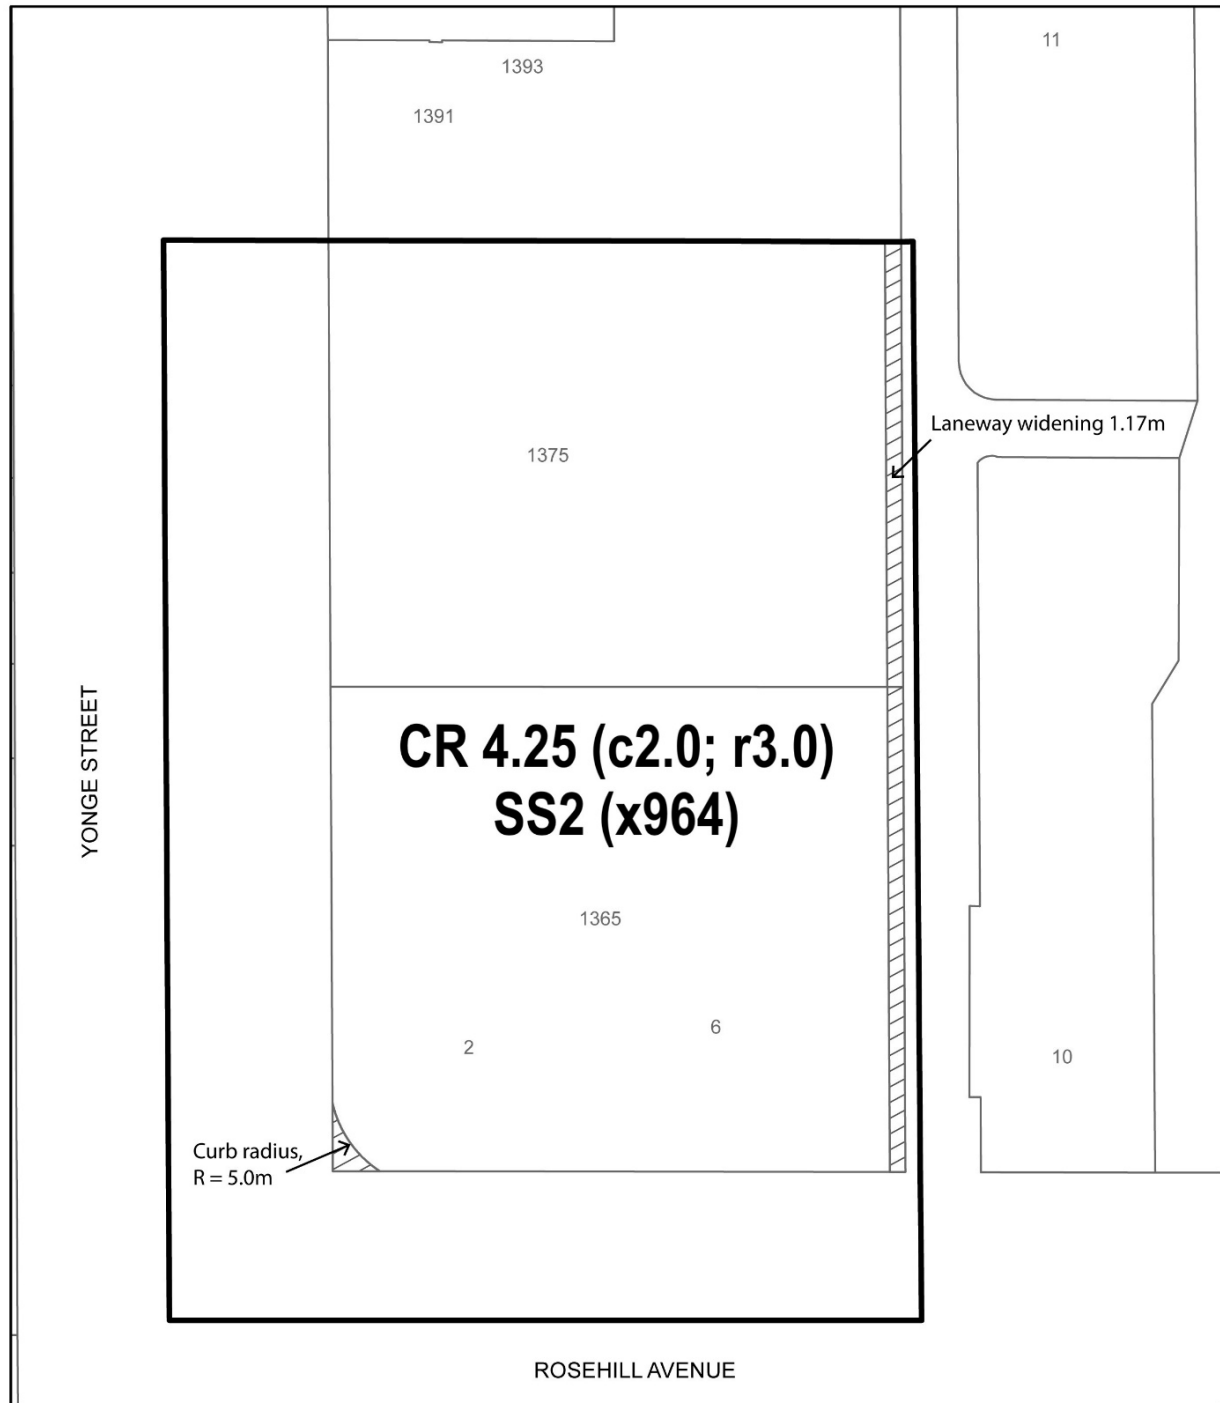 11
1393
1391
Laneway widening 1.17m
1375
YONGE STREET
CR 4.25 (c2.0; r3.0)
SS2 (x964)
1365
6
2
10
Curb radius,
R = 5.0m
ROSEHILL AVENUE